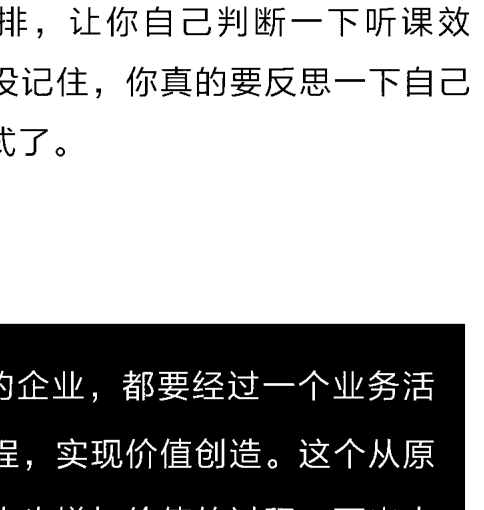 排，让你自己判断一下听课效
没记住，你真的要反思一下自己
式了。
的企业，都要经过一个业务活
程，实现价值创造。这个从原